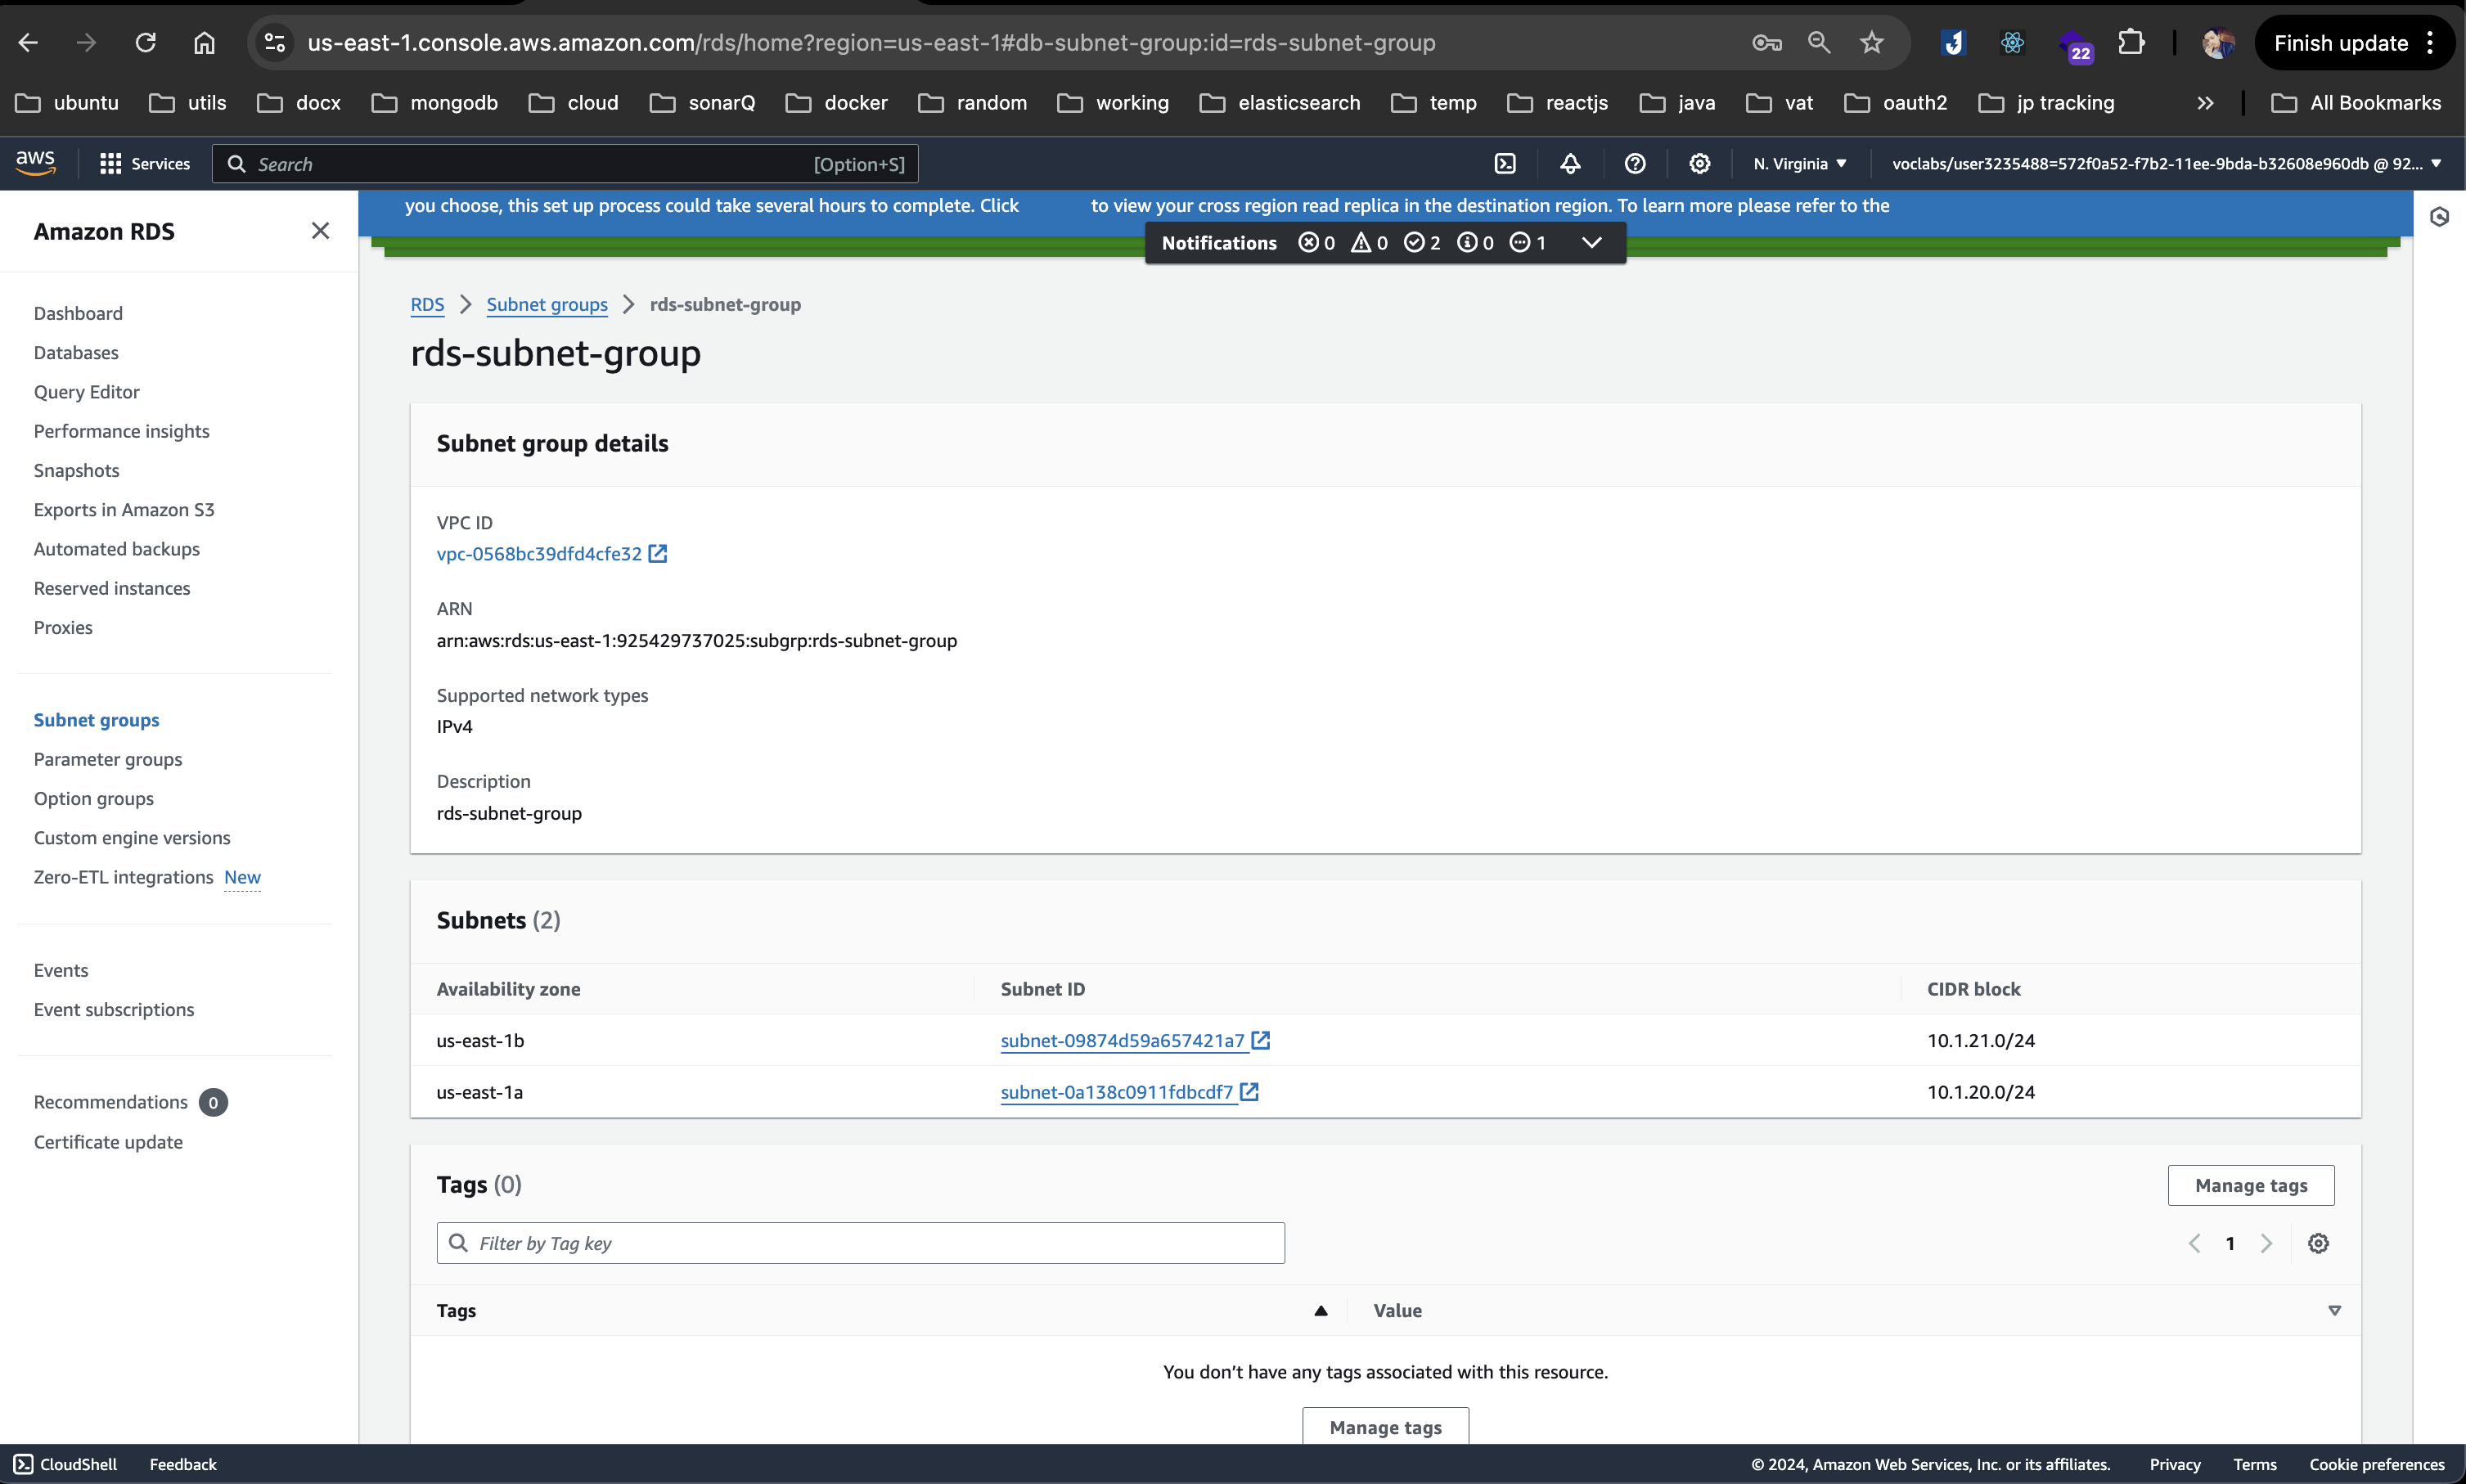 us-east-1.console.aws.amazon.com/rds/home?region=us-east-1#db-subnet-group:id=rds-subnet-group
22
Finish update
ubuntu utils docx mongodb cloud sonarQ docker random working elasticsearch temp reactjs java vat oauth2 jp tracking » All Bookmarks
aws Services Search [Option+S] N. Virginia voclabs/user3235488=572f0a52-f7b2-11ee-9bda-b32608e960db @ 92...
Amazon RDS
Dashboard
Databases
Query Editor
Performance insights
Snapshots
Exports in Amazon S3
Automated backups
Reserved instances
Proxies
Subnet groups
Parameter groups
Option groups
Custom engine versions
Zero-ETL integrations New
Events
Event subscriptions
Recommendations 0
Certificate update
you choose, this set up process could take several hours to complete. Click to view your cross region read replica in the destination region. To learn more please refer to the
Notifications 0 0 2 0 1
RDS Subnet groups rds-subnet-group
rds-subnet-group
Subnet group details
VPC ID
vpc-0568bc39dfd4cfe32
ARN
arn:aws:rds:us-east-1:925429737025:subgrp:rds-subnet-group
Supported network types
IPv4
Description
rds-subnet-group
Subnets (2)
Availability zone Subnet ID CIDR block
us-east-1b subnet-09874d59a657421a7 10.1.21.0/24
us-east-1a subnet-0a138c0911fdbcdf7 10.1.20.0/24
Tags (0)
Manage tags
Filter by Tag key
1
Tags Value
You don't have any tags associated with this resource.
Manage tags
CloudShell Feedback © 2024, Amazon Web Services, Inc. or its affiliates. Privacy Terms Cookie preferences